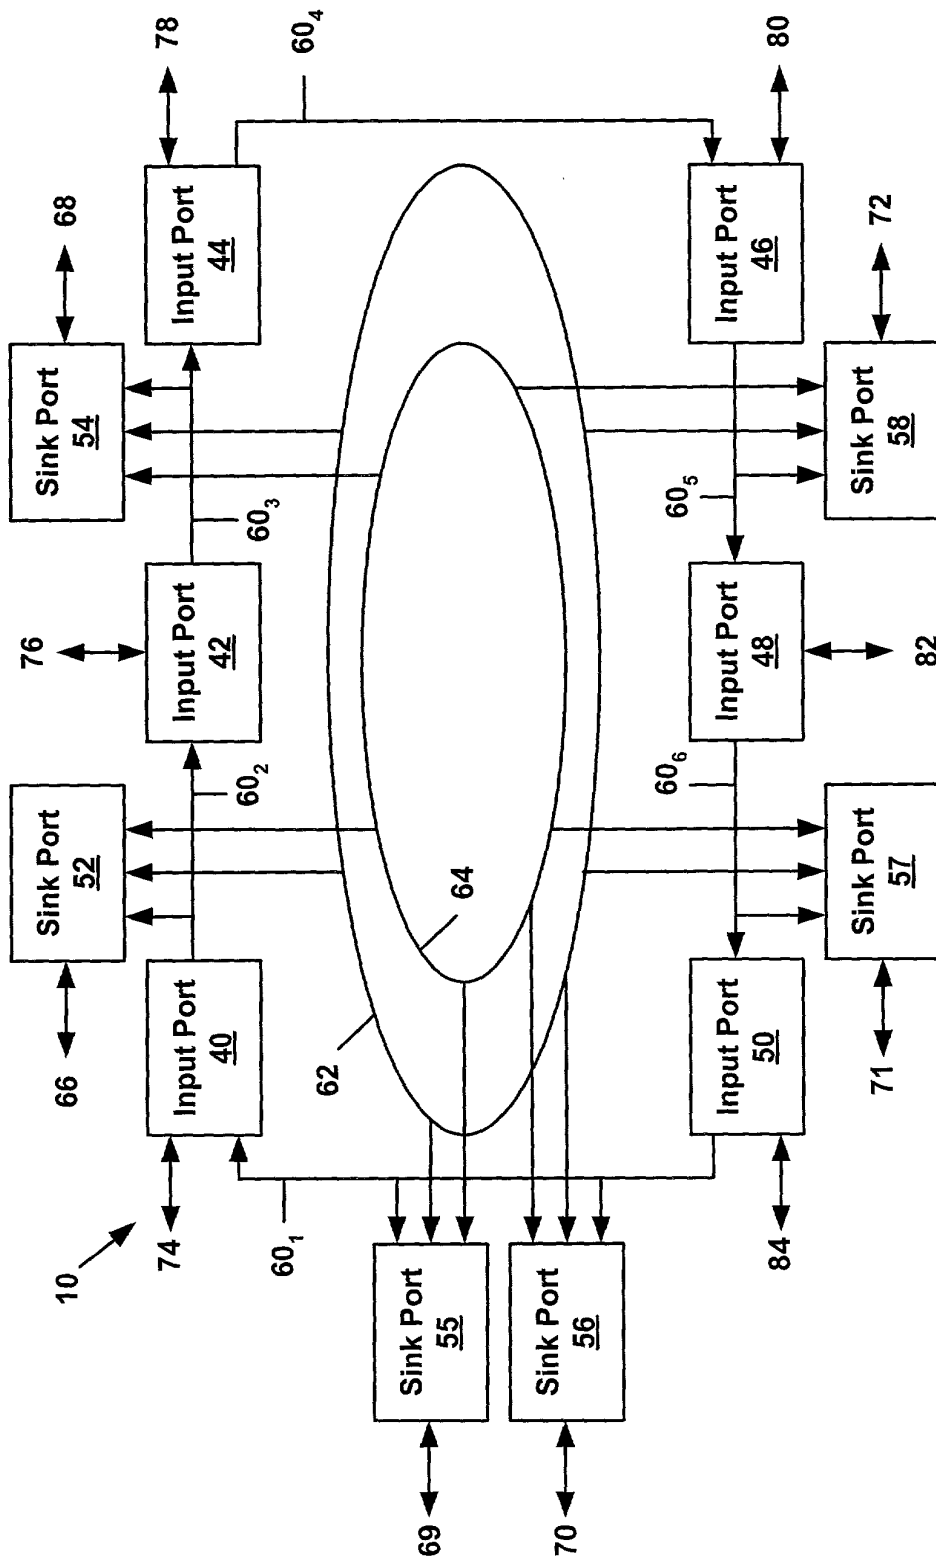 10
66
Sink Port
52
76
Sink Port
54
68
74
Input Port
40
60₂
Input Port
42
60₃
Input Port
44
78
60₁
60₄
62
64
69
Sink Port
55
70
Sink Port
56
84
Input Port
50
60₆
Input Port
48
60₅
Input Port
46
80
71
Sink Port
57
82
Sink Port
58
72